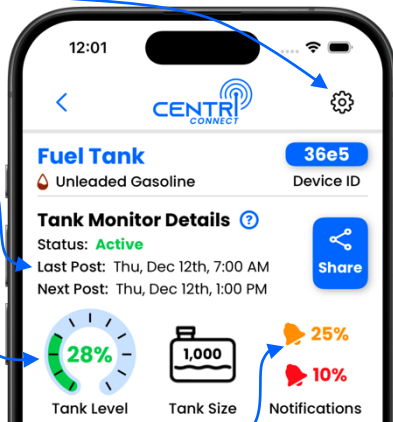 12:01
CENTRI
CONNECT
Fuel Tank
36e5
Unleaded Gasoline
Device ID
Tank Monitor Details ?
Status: Active
Last Post: Thu, Dec 12th, 7:00 AM
Next Post: Thu, Dec 12th, 1:00 PM
Share
28%
1,000
25%
10%
Tank Level
Tank Size
Notifications